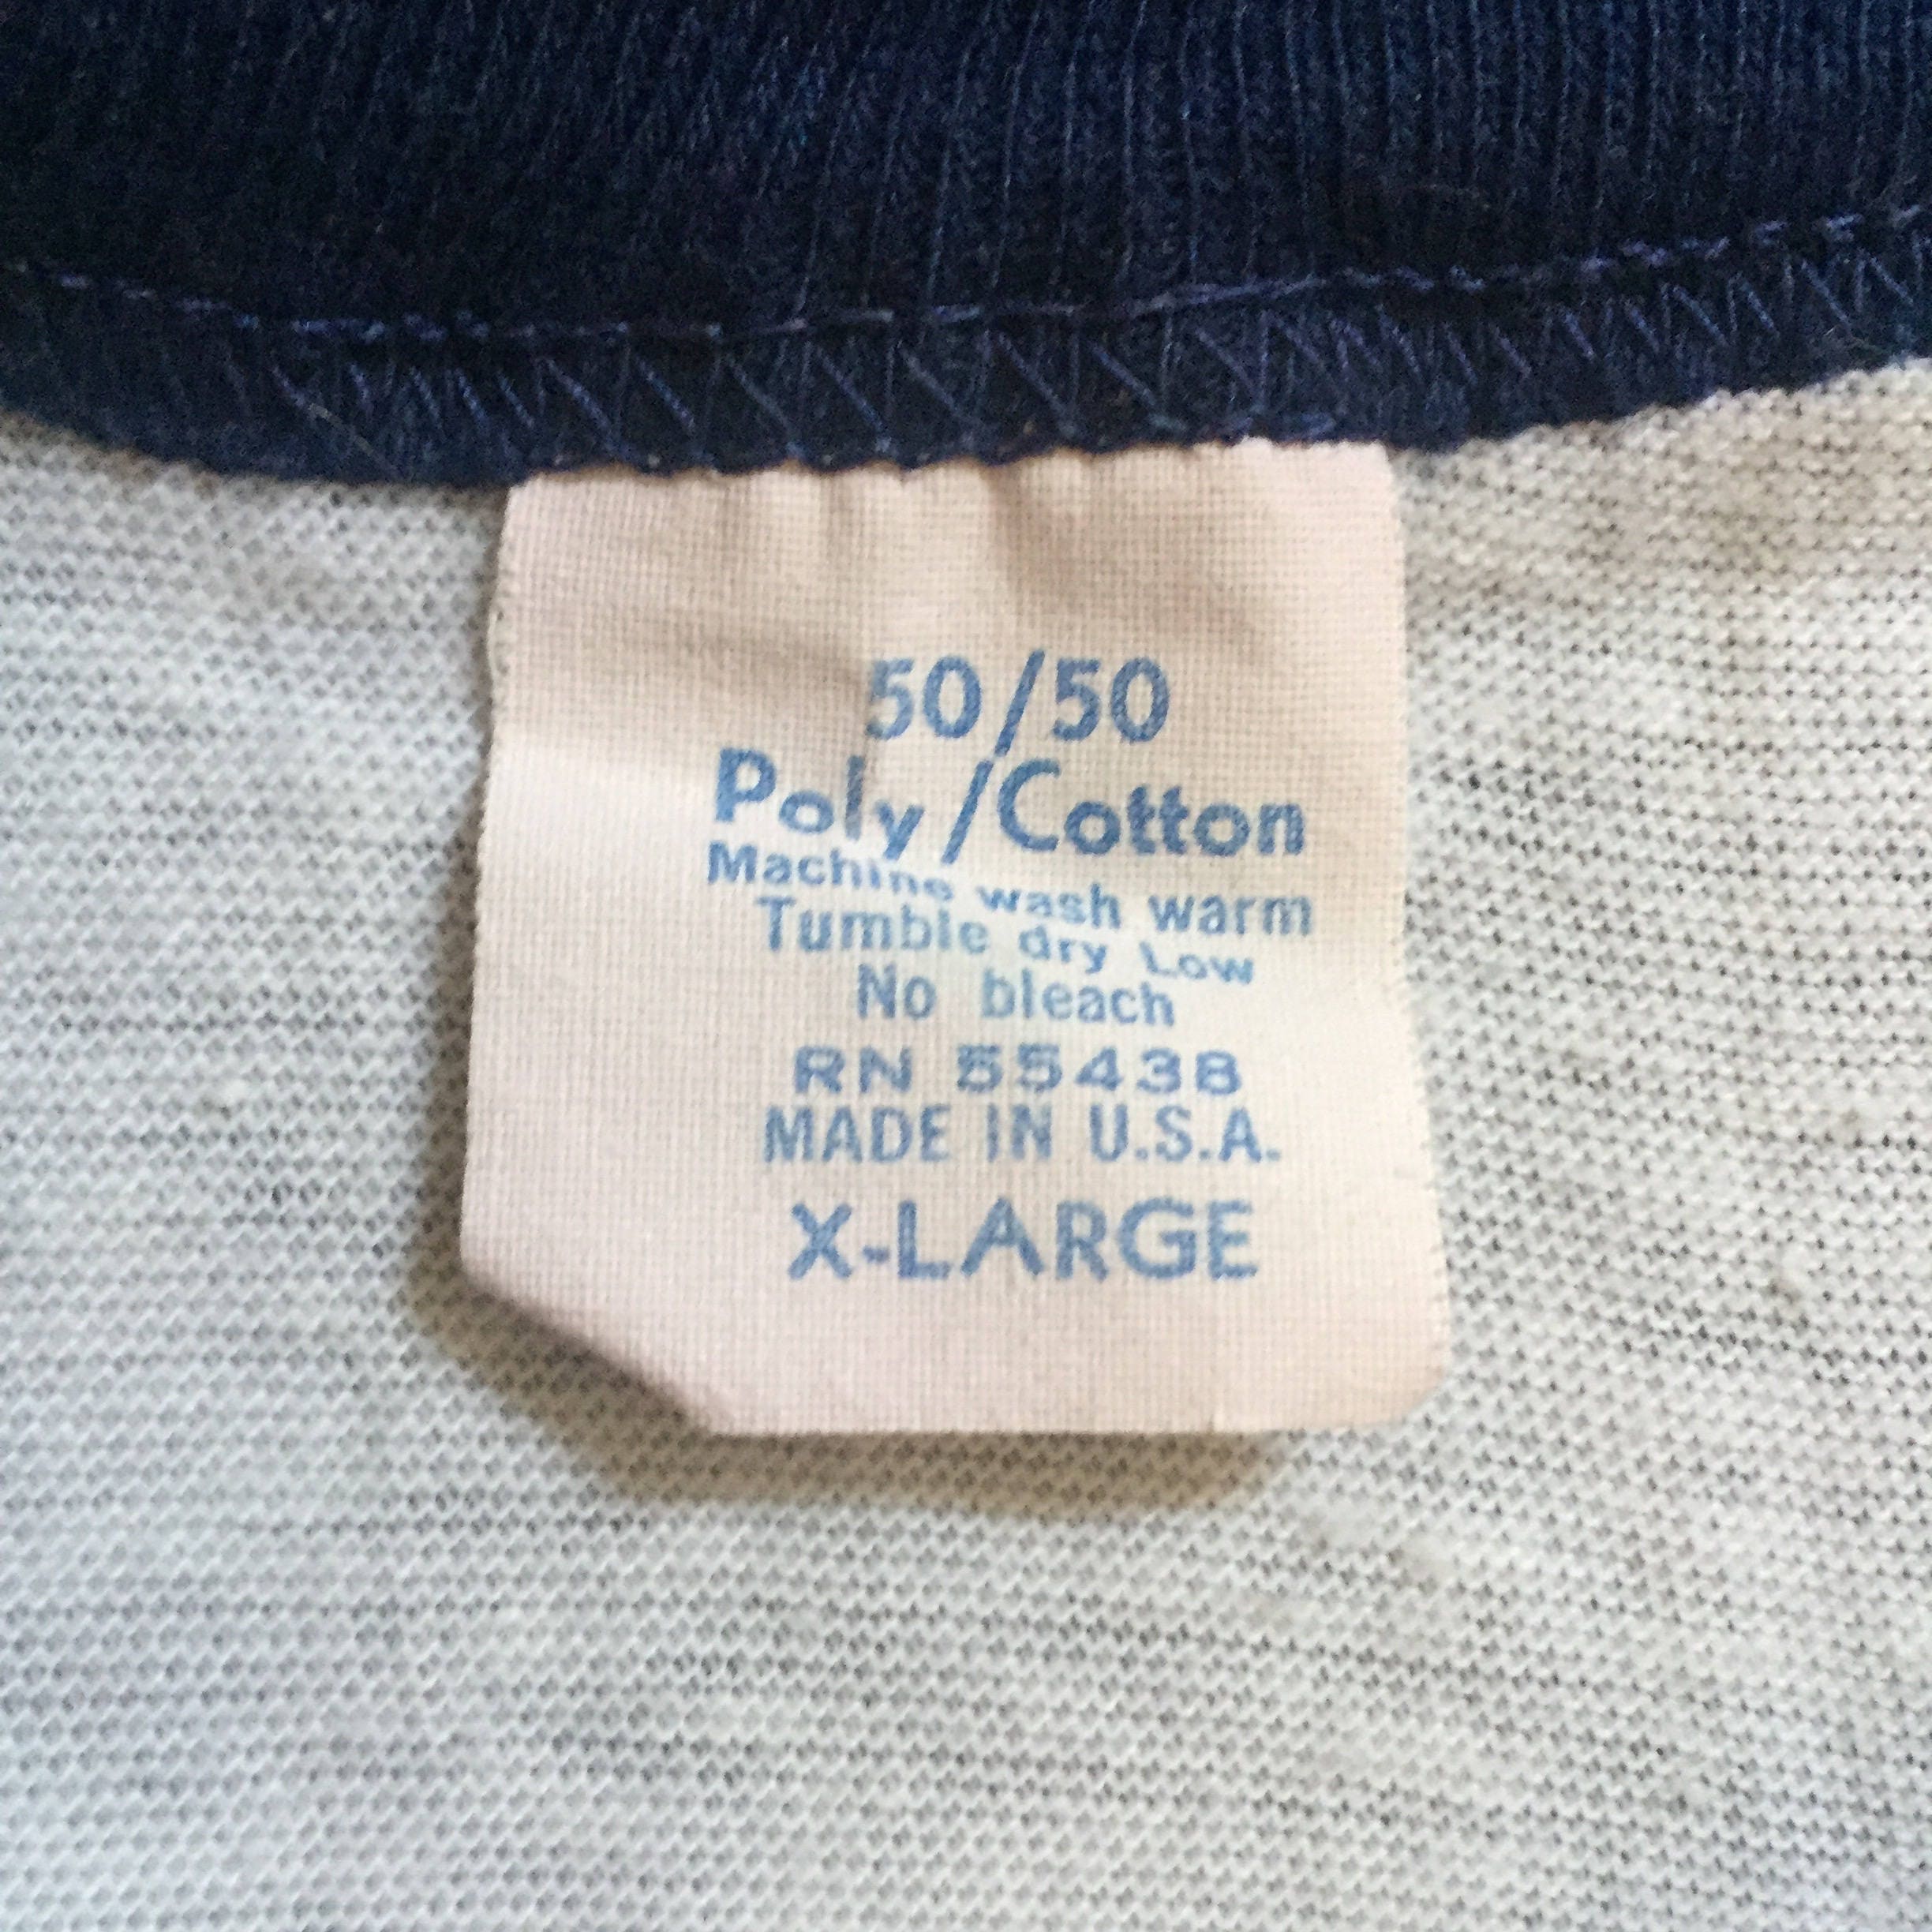 50/50
Poly/Cotton
Machine wash warm
Tumble dry Low
No bleach
RN 55438
MADE IN U.S.A.
X-LARGE